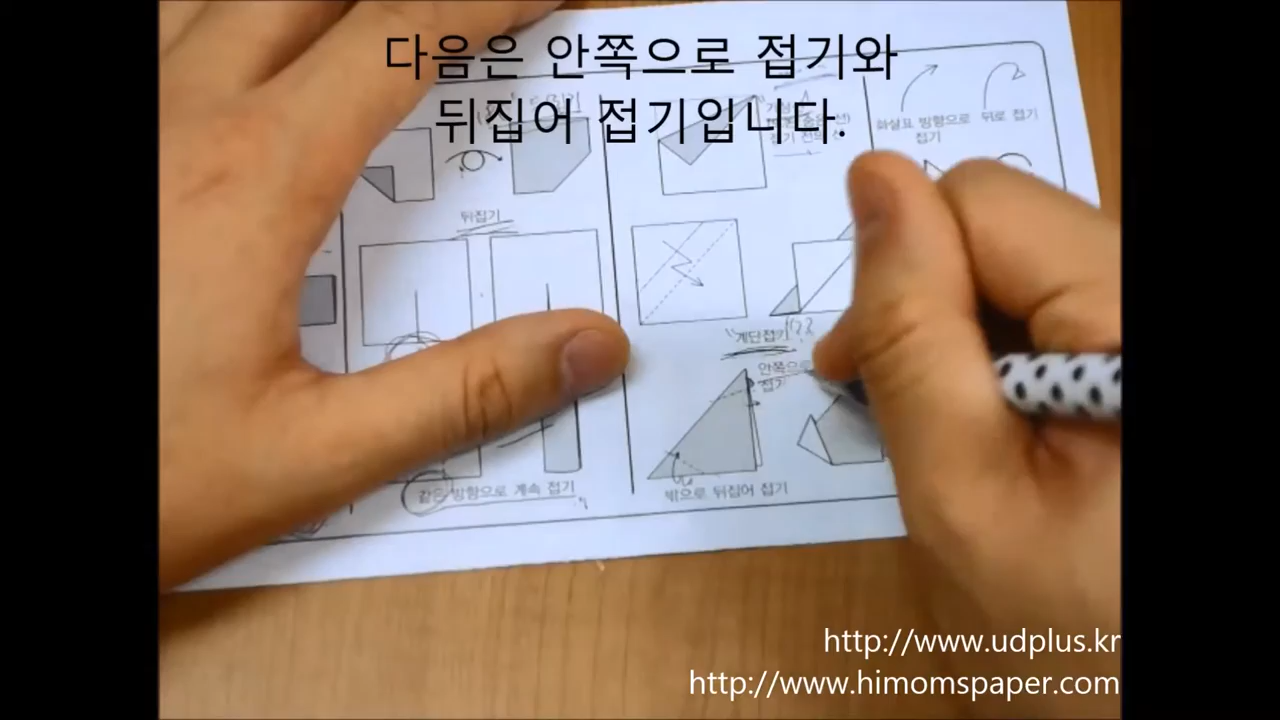 다음은 안쪽으로 접기와
뒤집어 접기입니다.
화살표 방향으로
접기
뒤로 접기
뒤집기
계단접기
안쪽으로
접기
같은 방향으로 계속 접기
밖으로 뒤집어 접기
http://www.udplus.kr
http://www.himomspaper.com